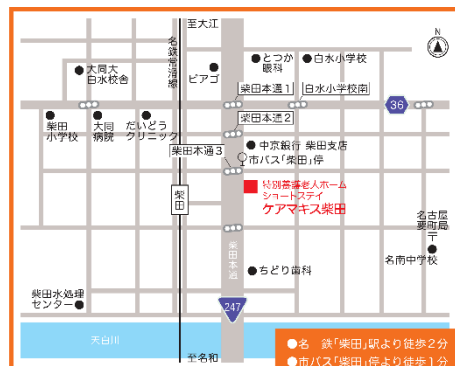 至大江
N
名鉄常滑線
大同大
白水校舎
ピアゴ
とつか
眼科
白水小学校
柴田本通1
白水小学校南
36
柴田
小学校
大同
病院
だいどう
クリニック
柴田本通2
中京銀行 柴田支店
市バス「柴田」停
柴田本通3
特別養護老人ホーム
ショートステイ
ケアマキス柴田
柴田
名古屋
要町局
〒
名南中学校
柴田本通
ちどり歯科
柴田水処理
センター
247
天白川
至名和
●名 鉄「柴田」駅より徒歩2分
●市バス「柴田」停より徒歩1分